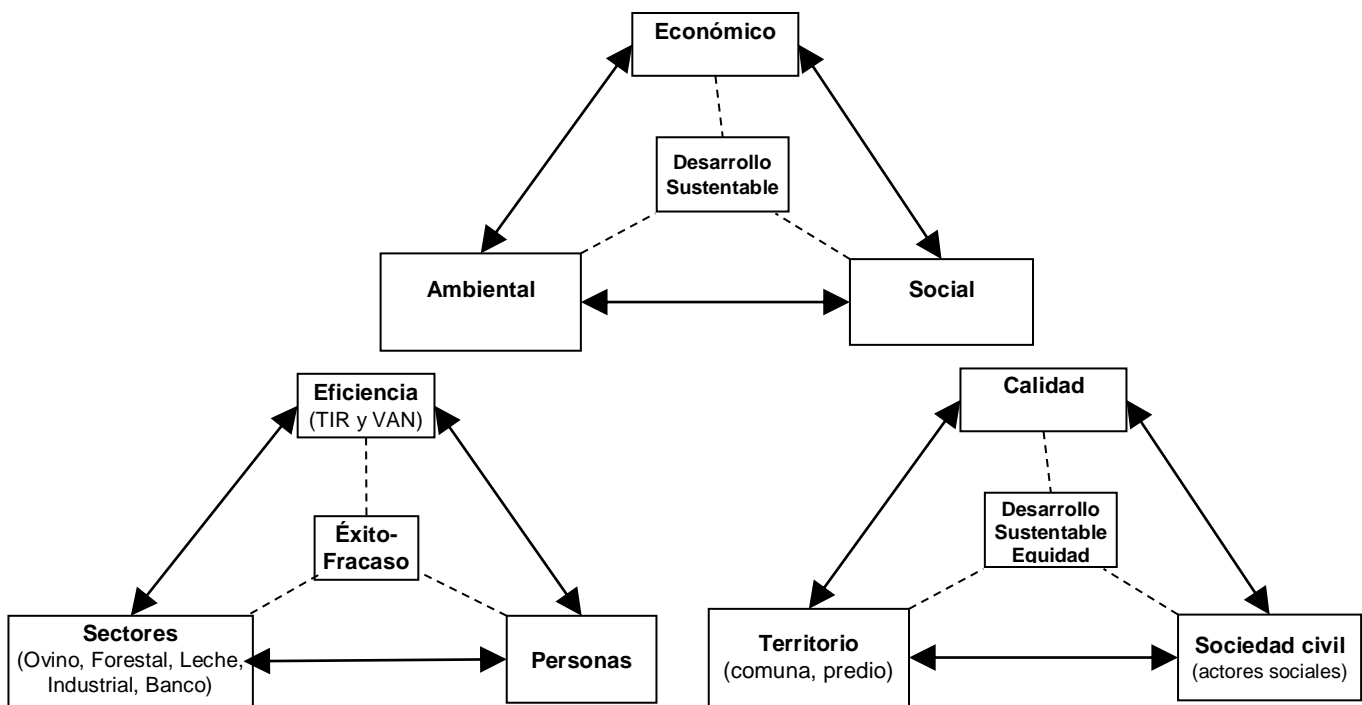 Económico
Desarrollo
Sustentable
Ambiental
Social
Eficiencia
(TIR y VAN)
Éxito-
Fracaso
Sectores
(Ovino, Forestal, Leche,
Industrial, Banco)
Personas
Calidad
Desarrollo
Sustentable
Equidad
Territorio
(comuna, predio)
Sociedad civil
(actores sociales)